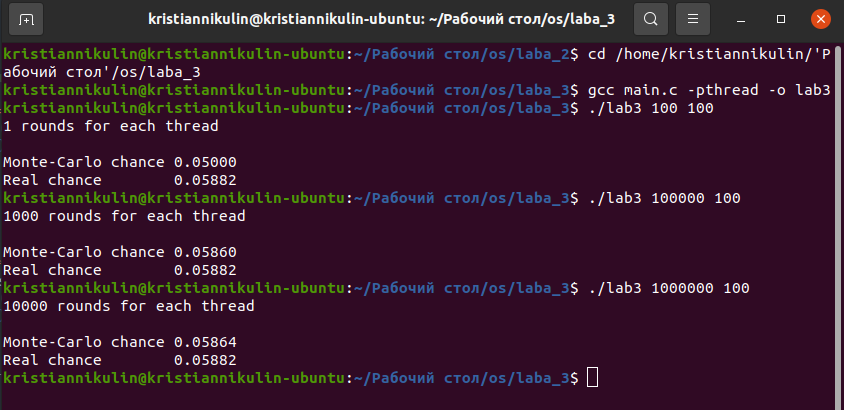 kristiannikulin@kristiannikulin-ubuntu: ~/Рабочий стол/os/laba_3
kristiannikulin@kristiannikulin-ubuntu:~/Рабочий стол/os/laba_2$ cd /home/kristiannikulin/'Р
абочий стол'/os/laba_3
kristiannikulin@kristiannikulin-ubuntu:~/Рабочий стол/os/laba_3$ gcc main.c -pthread -o lab3
kristiannikulin@kristiannikulin-ubuntu:~/Рабочий стол/os/laba_3$ ./lab3 100 100
1 rounds for each thread
Monte-Carlo chance 0.05000
Real chance        0.05882
kristiannikulin@kristiannikulin-ubuntu:~/Рабочий стол/os/laba_3$ ./lab3 100000 100
1000 rounds for each thread
Monte-Carlo chance 0.05860
Real chance        0.05882
kristiannikulin@kristiannikulin-ubuntu:~/Рабочий стол/os/laba_3$ ./lab3 1000000 100
10000 rounds for each thread
Monte-Carlo chance 0.05864
Real chance        0.05882
kristiannikulin@kristiannikulin-ubuntu:~/Рабочий стол/os/laba_3$